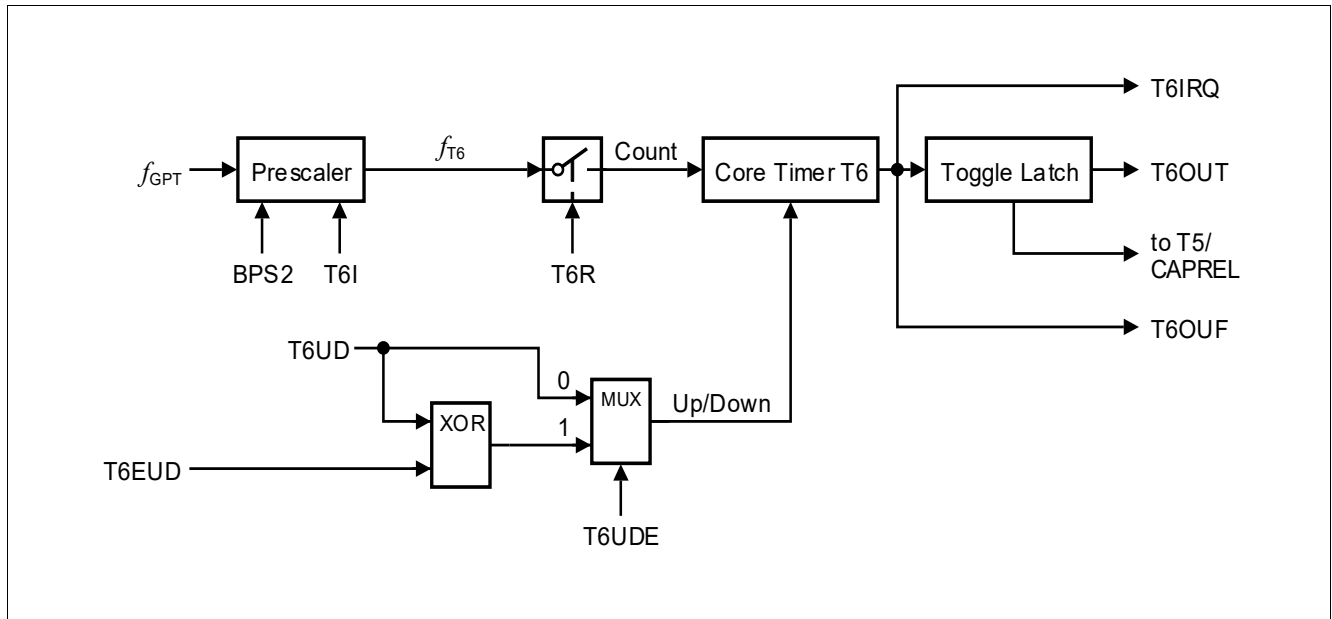 T6IRQ
fGPT
Prescaler
fT6
Count
Core Timer T6
Toggle Latch
T6OUT
BPS2
T6I
T6R
to T5/
CAPREL
T6OUF
T6UD
0
MUX
Up/Down
XOR
1
T6EUD
T6UDE